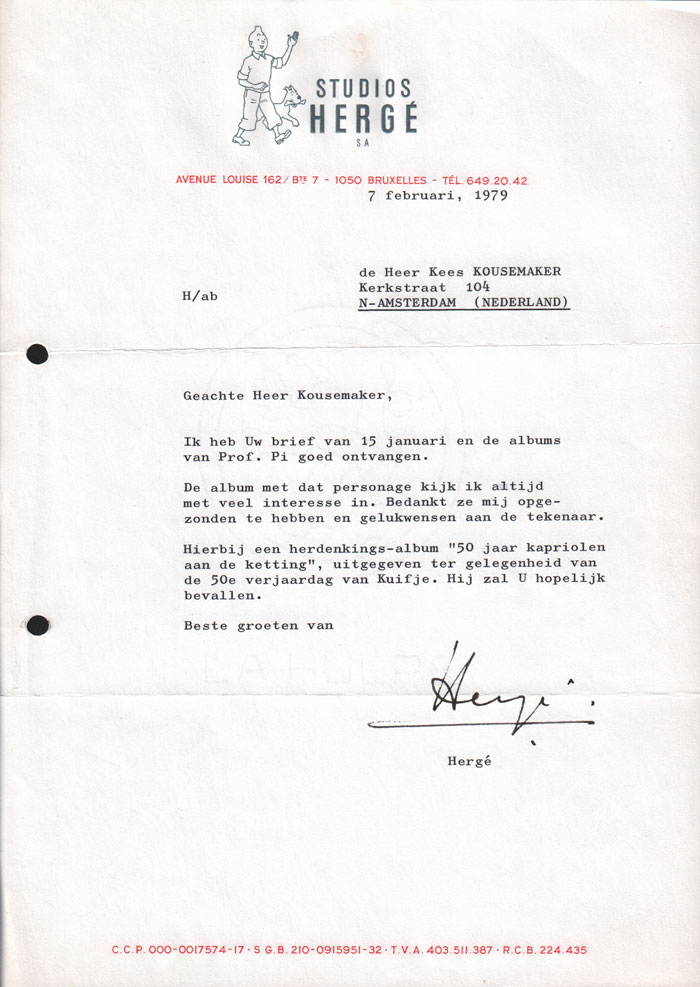 STUDIOS
HERGÉ
S.A
AVENUE LOUISE 162 / BTE 7 - 1050 BRUXELLES - TÉL. 649.20.42
7 februari, 1979
de Heer Kees KOUSEMAKER
Kerkstraat 104
H/ab
N-AMSTERDAM (NEDERLAND)
Geachte Heer Kousemaker,
Ik heb Uw brief van 15 januari en de albums
van Prof. Pi goed ontvangen.
De album met dat personage kijk ik altijd
met veel interesse in. Bedankt ze mij opge-
zonden te hebben en gelukwensen aan de tekenaar.
Hierbij een herdenkings-album "50 jaar kapriolen
aan de ketting", uitgegeven ter gelegenheid van
de 50e verjaardag van Kuifje. Hij zal U hopelijk
bevallen.
Beste groeten van
Hergé
Hergé
C.C.P. 000-0017574-17 · S G.B. 210-0915951-32 · T.V.A. 403.511.387 · R.C.B. 224.435